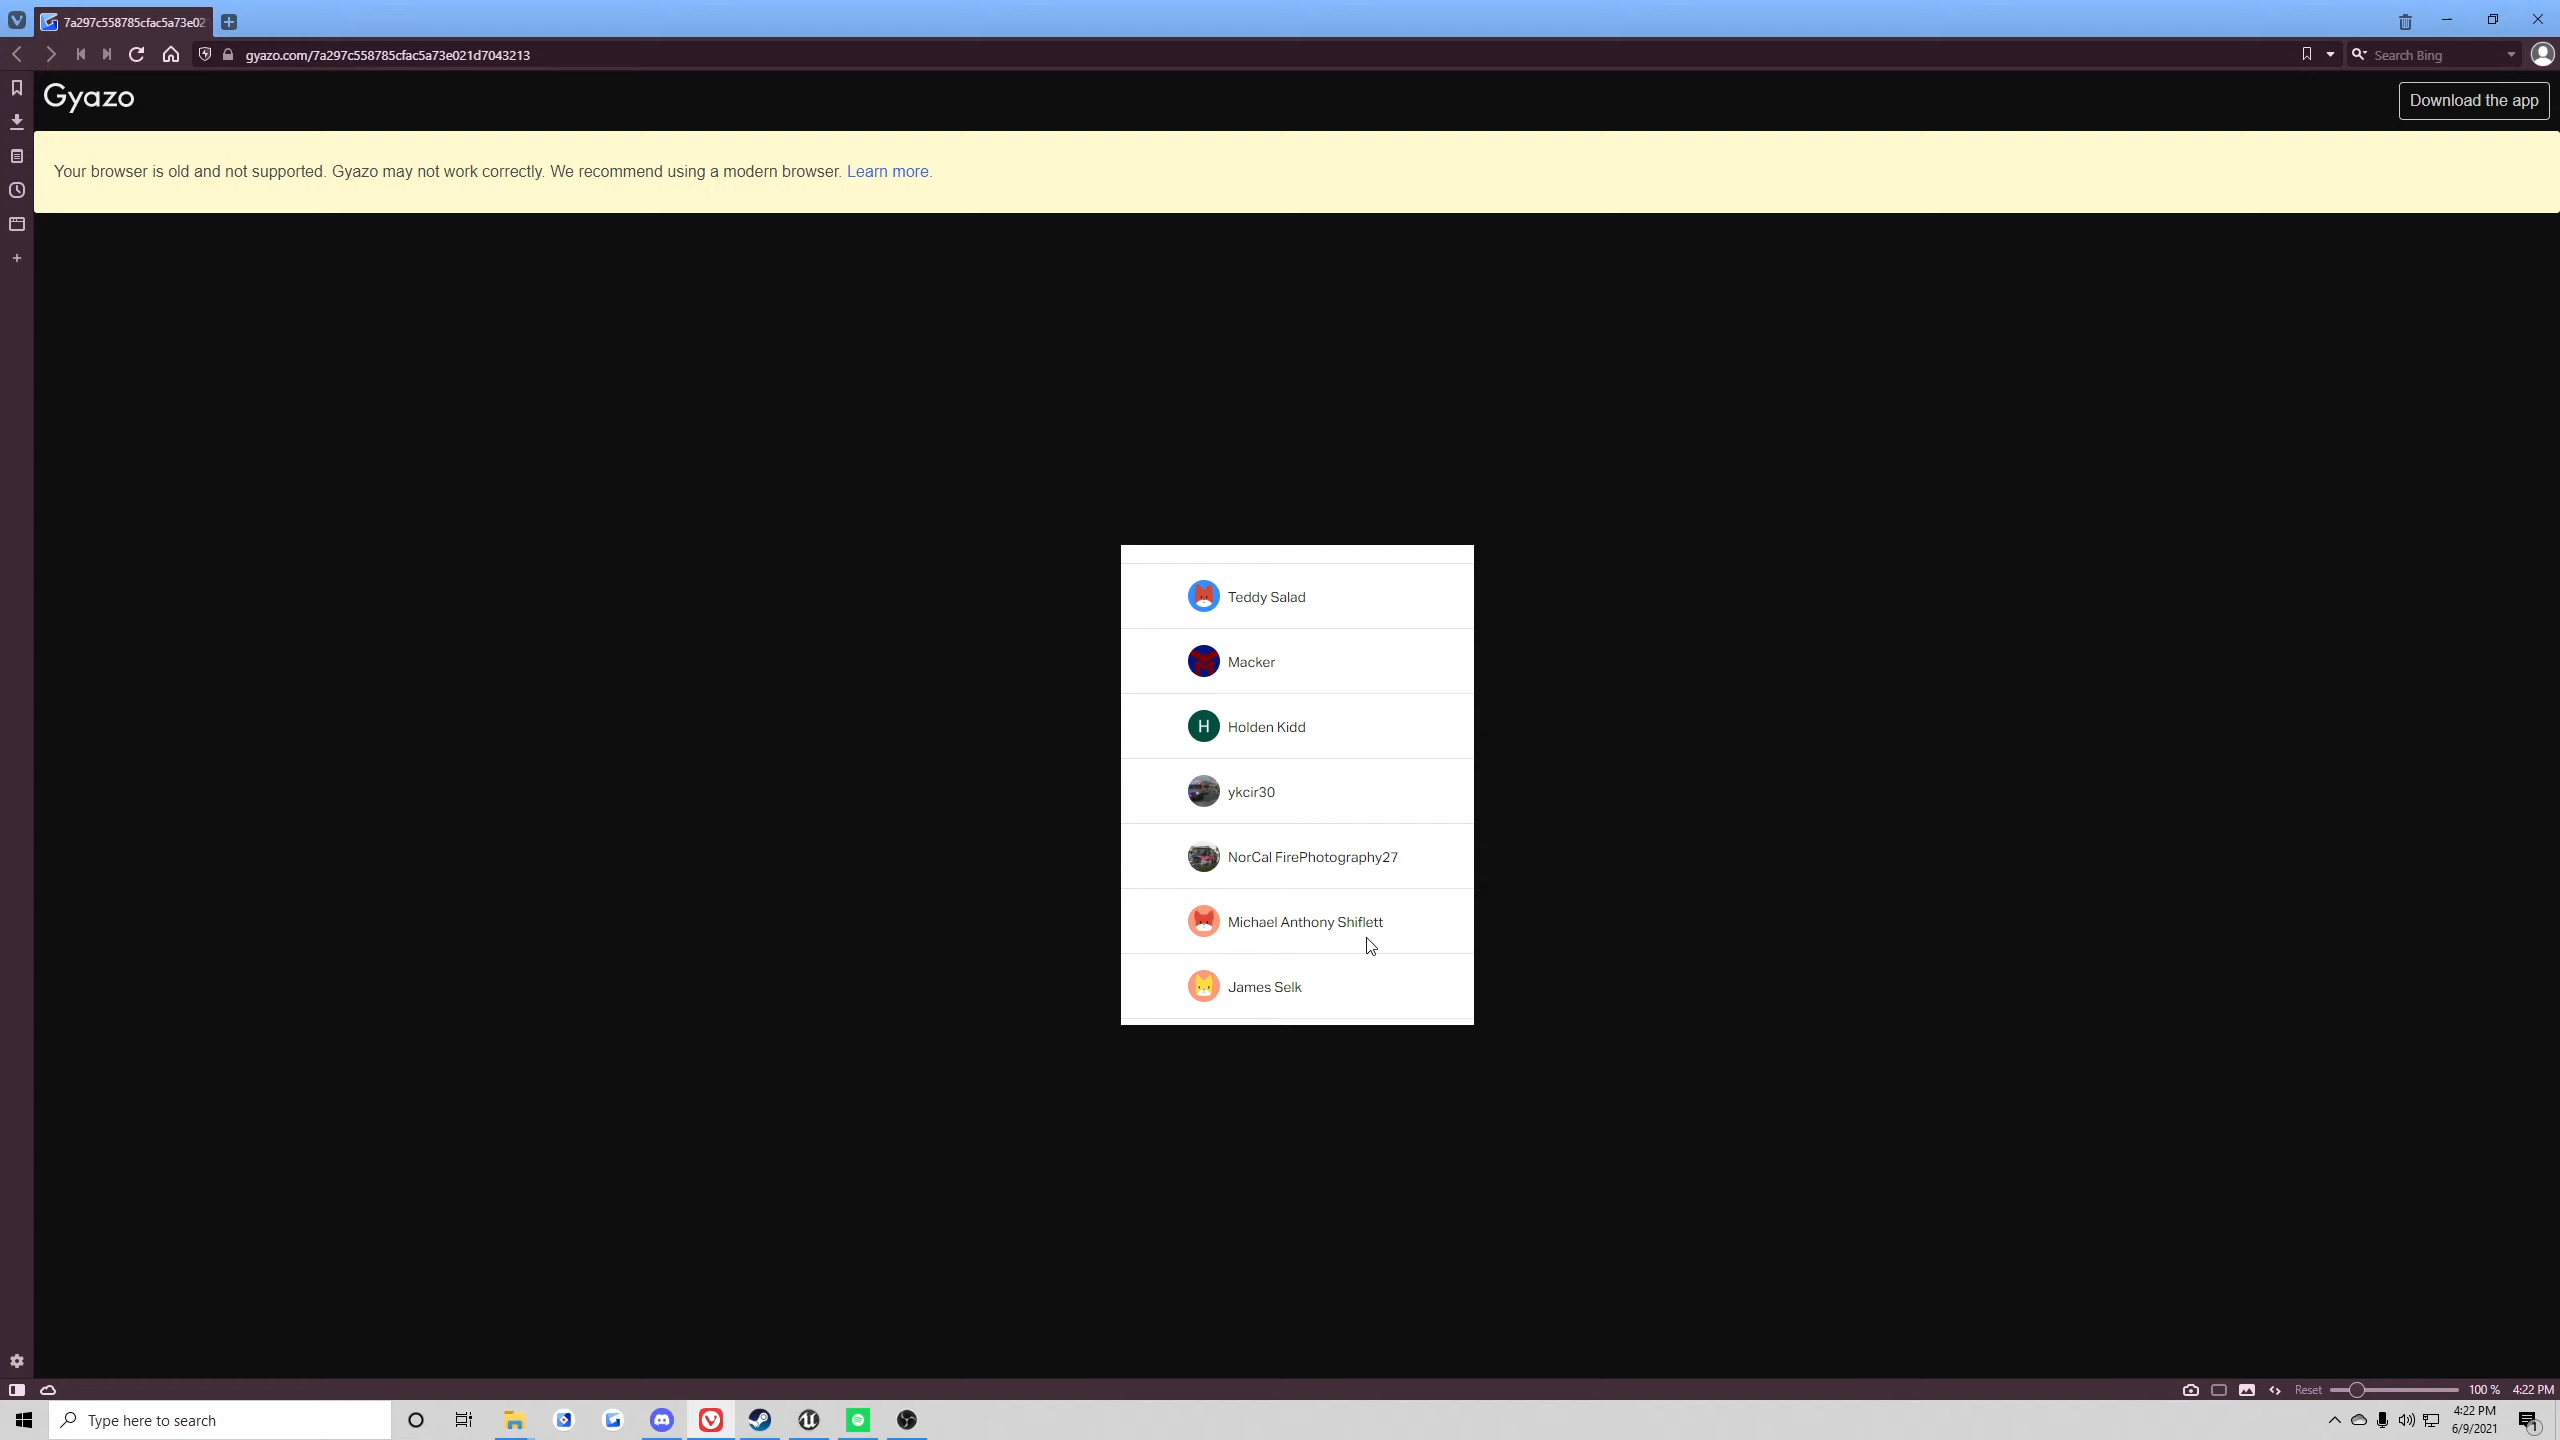 7a297c558785cfac5a73e02
gyazo.com/7a297c558785cfac5a73e021d7043213
Search Bing
Gyazo
Download the app
Your browser is old and not supported. Gyazo may not work correctly. We recommend using a modern browser. Learn more.
Teddy Salad
Macker
H
Holden Kidd
ykcir30
NorCal FirePhotography27
Michael Anthony Shiflett
James Selk
Reset
100 %
4:22 PM
Type here to search
4:22 PM
6/9/2021
1